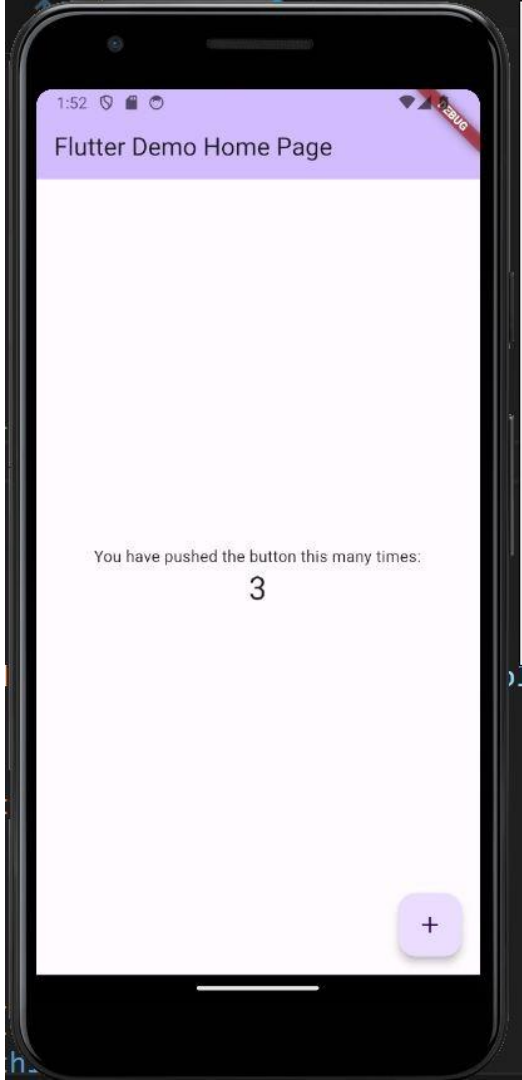 1:52
DEBUG
Flutter Demo Home Page
You have pushed the button this many times:
3
+